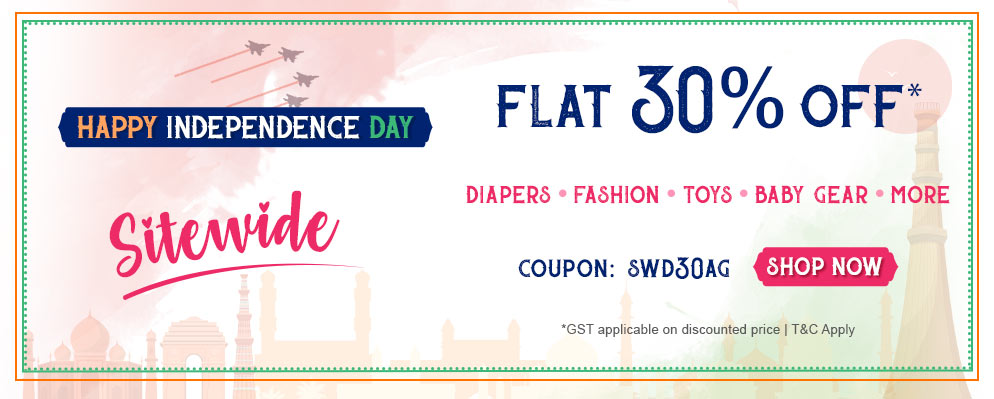 HAPPY INDEPENDENCE DAY
Sitewide
FLAT 30% OFF*
DIAPERS • FASHION • TOYS • BABY GEAR • MORE
COUPON: SWD30AG SHOP NOW
*GST applicable on discounted price | T&C Apply